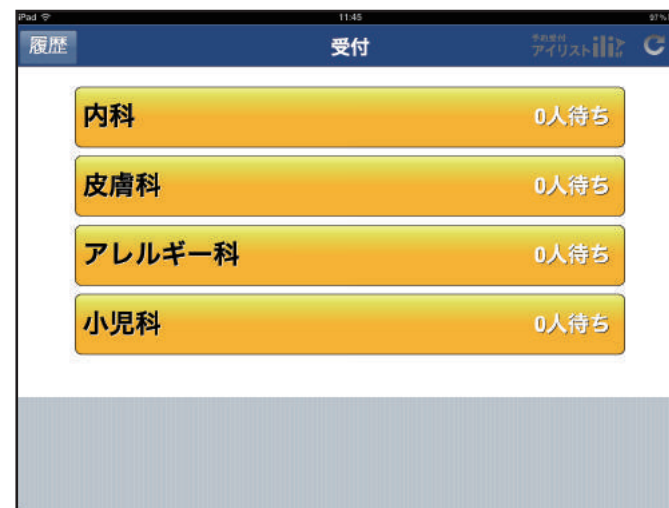 iPad
11:45
97%
履歴
受付
予約受付
アイリスト
内科
0人待ち
皮膚科
0人待ち
アレルギー科
0人待ち
小児科
0人待ち